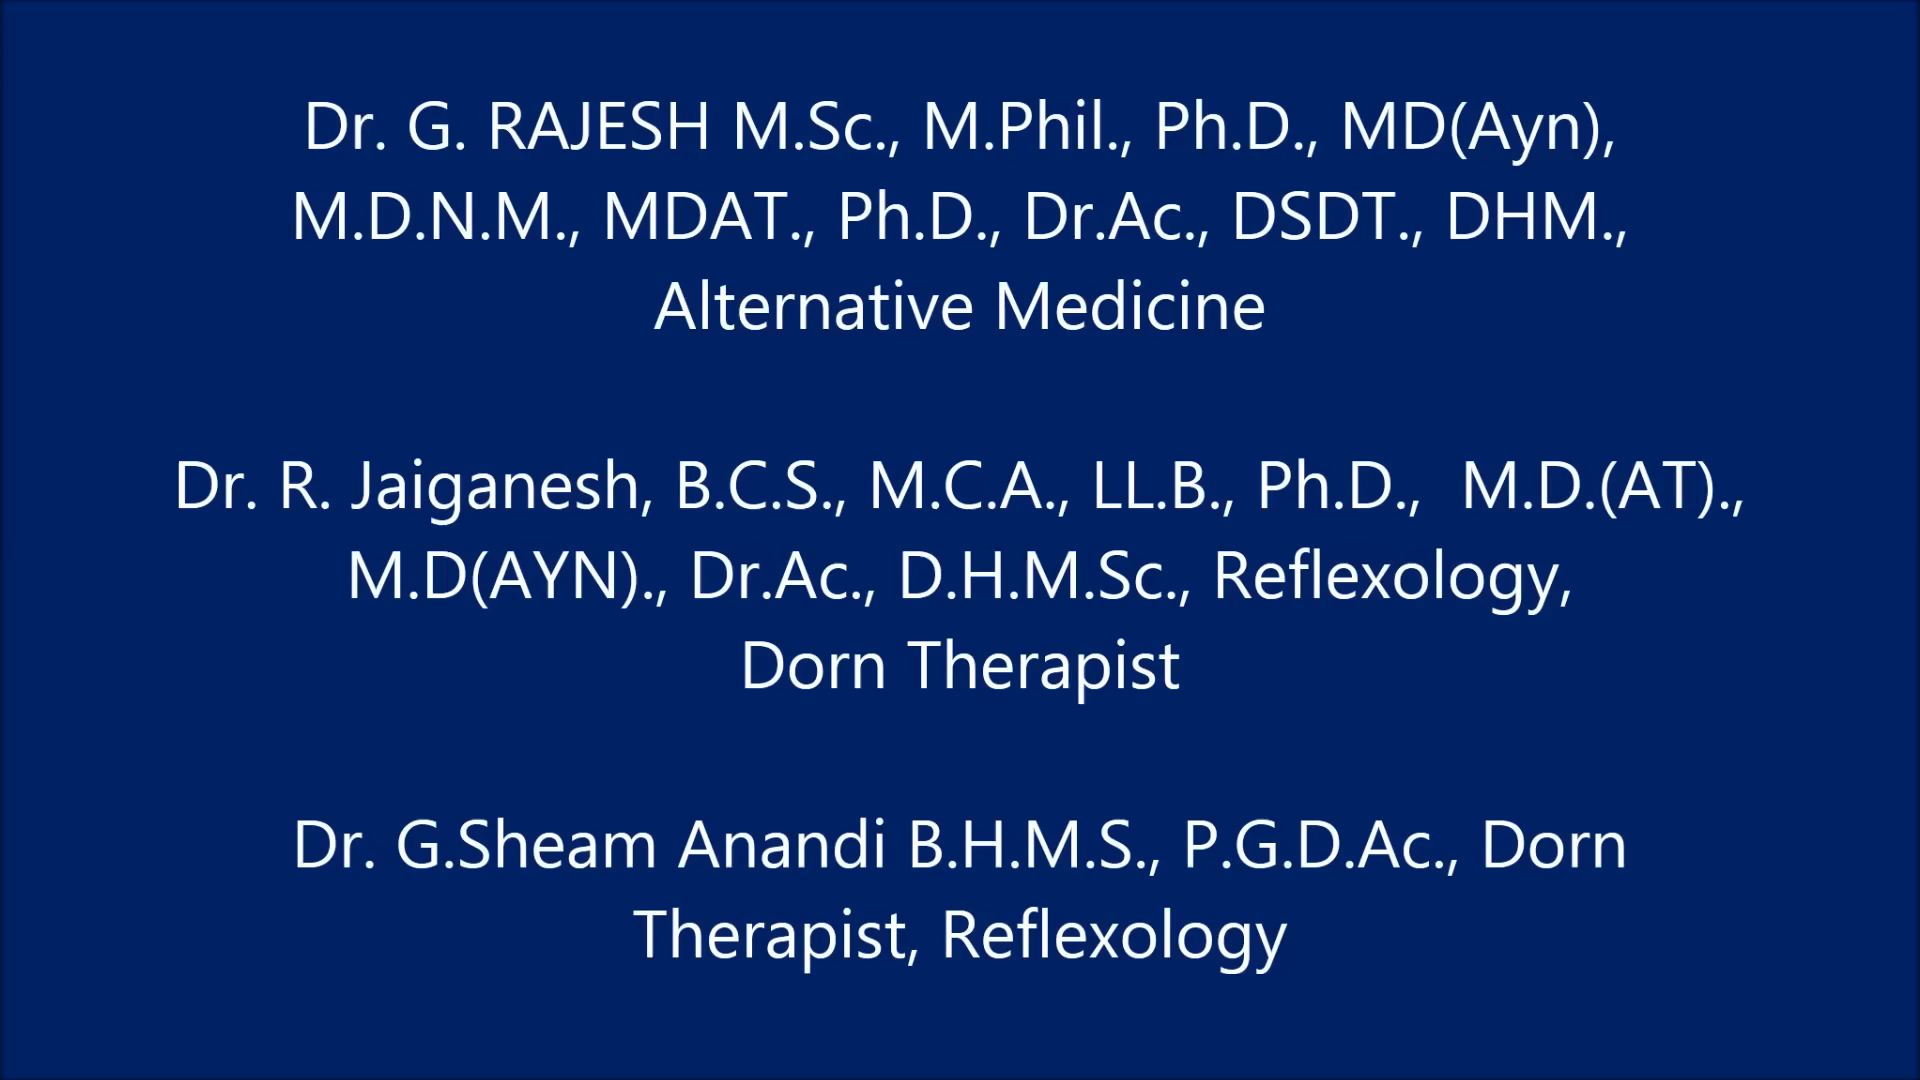 Dr. G. RAJESH M.Sc., M.Phil., Ph.D., MD(Ayn),
M.D.N.M., MDAT., Ph.D., Dr.Ac., DSDT., DHM.,
Alternative Medicine
Dr. R. Jaiganesh, B.C.S., M.C.A., LL.B., Ph.D.,  M.D.(AT).,
M.D(AYN)., Dr.Ac., D.H.M.Sc., Reflexology,
Dorn Therapist
Dr. G.Sheam Anandi B.H.M.S., P.G.D.Ac., Dorn
Therapist, Reflexology